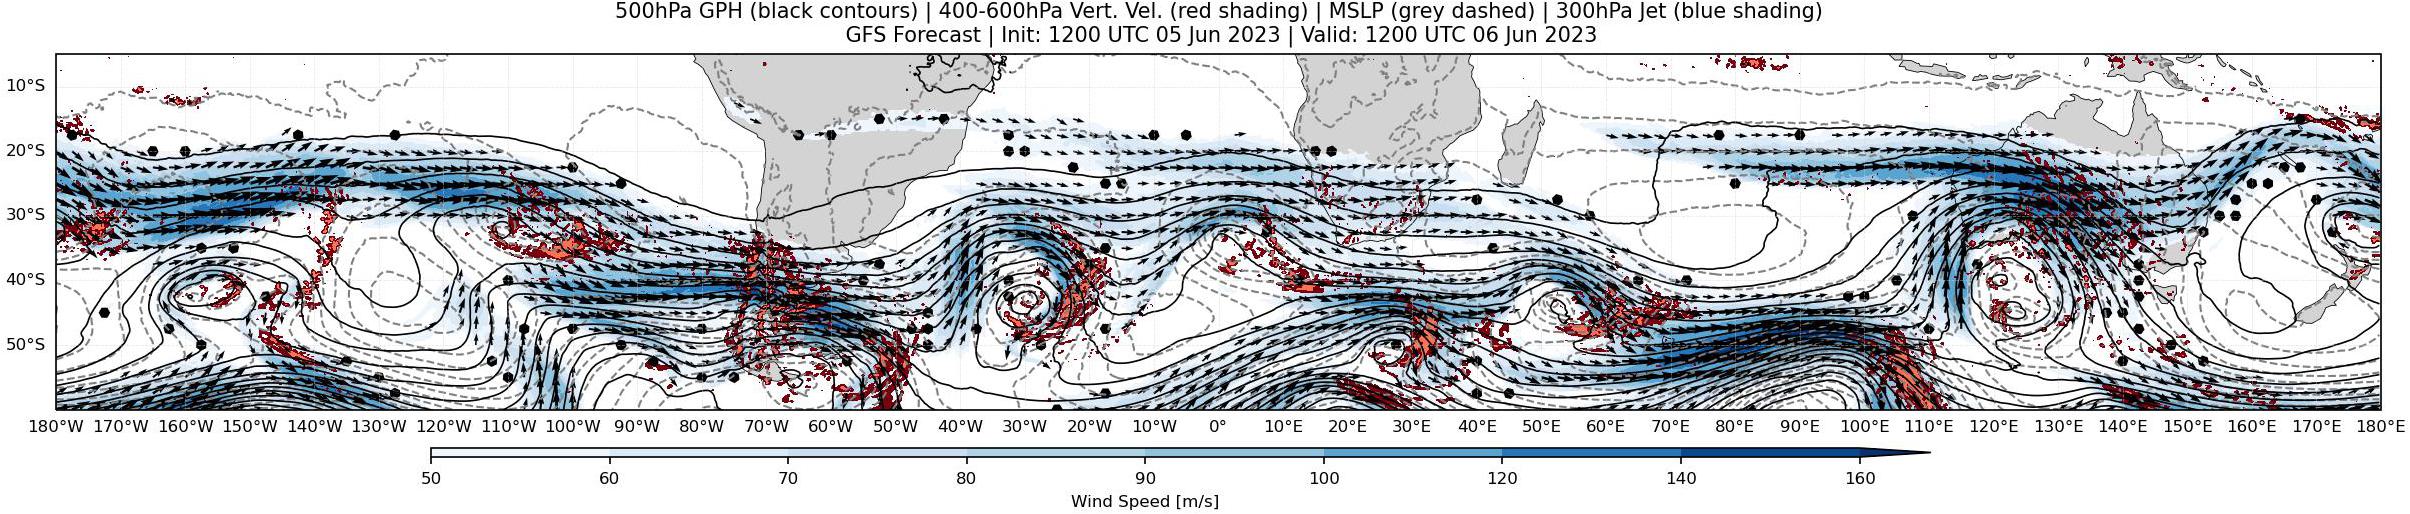 500hPa GPH (black contours) | 400-600hPa Vert. Vel. (red shading) | MSLP (grey dashed) | 300hPa Jet (blue shading)
GFS Forecast | Init: 1200 UTC 05 Jun 2023 | Valid: 1200 UTC 06 Jun 2023
10°S
20°S
30°S
40°S
50°S
180°W 170°W 160°W 150°W 140°W 130°W 120°W 110°W 100°W 90°W 80°W 70°W 60°W 50°W 40°W 30°W 20°W 10°W 0° 10°E 20°E 30°E 40°E 50°E 60°E 70°E 80°E 90°E 100°E 110°E 120°E 130°E 140°E 150°E 160°E 170°E 180°E
50 60 70 80 90 100 120 140 160
Wind Speed [m/s]